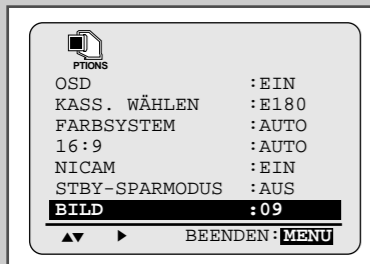 PTIONS
OSD :EIN
KASS. WÄHLEN :E180
FARBSYSTEM :AUTO
16:9 :AUTO
NICAM :EIN
STBY-SPARMODUS :AUS
BILD :09
▲▼ ▶ BEENDEN:MENU